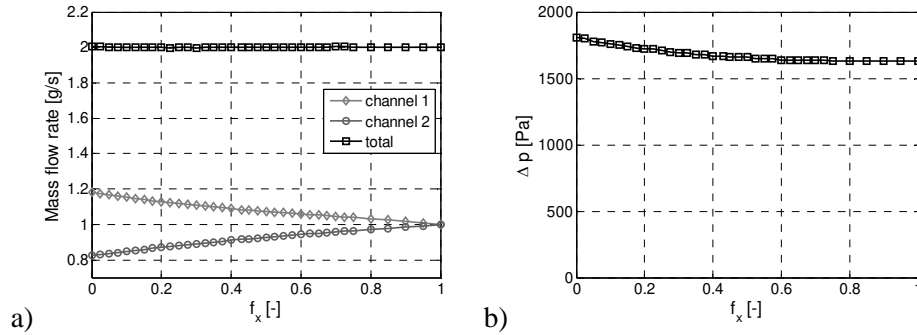 2.2
2
1.8
1.6
1.4
1.2
1
0.8
Mass flow rate [g/s]
channel 1
channel 2
total
0 0.2 0.4 0.6 0.8 1
f_x [-]
a)
2000
1500
1000
500
0
Δ p [Pa]
0 0.2 0.4 0.6 0.8 1
f_x [-]
b)